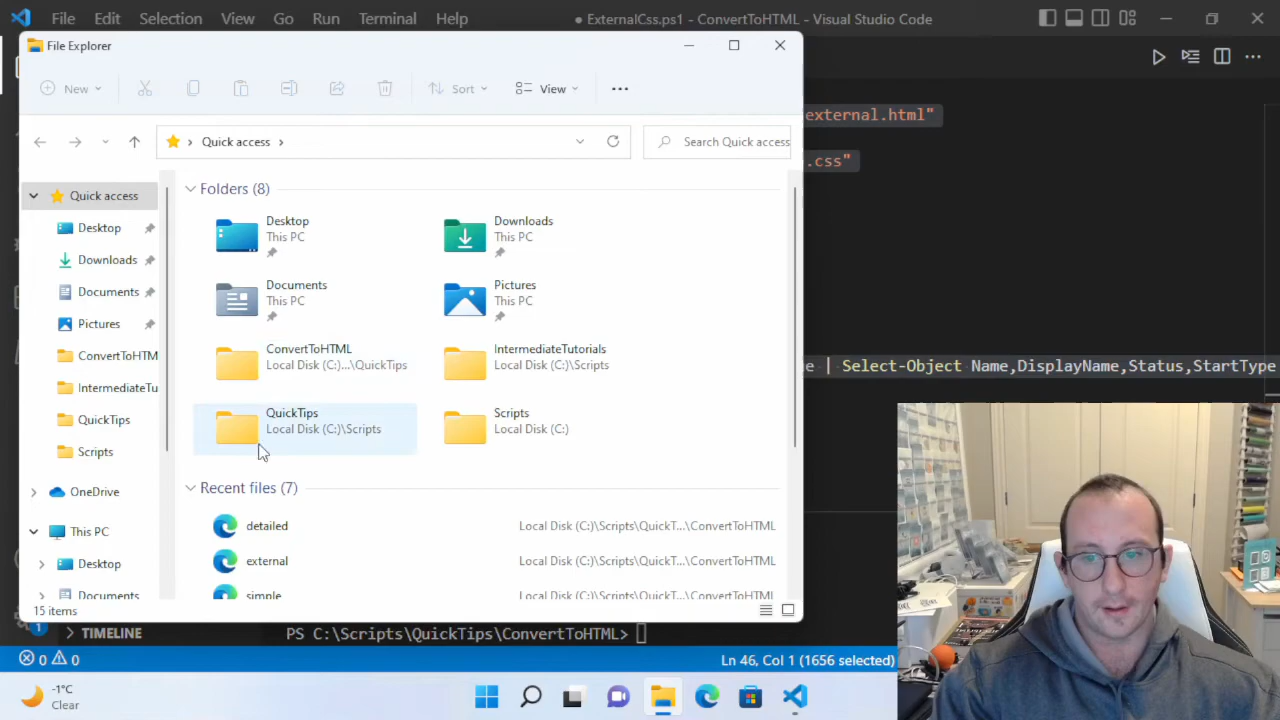 File Edit Selection View Go Run Terminal Help
● ExternalCss.ps1 - ConvertToHTML - Visual Studio Code
File Explorer
New
Sort
View
Quick access
Search Quick access
external.html"
.css"
e | Select-Object Name,DisplayName,Status,StartType
Quick access
Desktop
Downloads
Documents
Pictures
ConvertToHTM
IntermediateTu
QuickTips
Scripts
OneDrive
This PC
Desktop
Documents
Folders (8)
Desktop
This PC
Downloads
This PC
Documents
This PC
Pictures
This PC
ConvertToHTML
Local Disk (C:)...\QuickTips
IntermediateTutorials
Local Disk (C:)\Scripts
QuickTips
Local Disk (C:)\Scripts
Scripts
Local Disk (C:)
Recent files (7)
detailed
Local Disk (C:)\Scripts\QuickT...\ConvertToHTML
external
Local Disk (C:)\Scripts\QuickT...\ConvertToHTML
simple
Local Disk (C:)\Scripts\QuickT...\ConvertToHTML
15 items
1
TIMELINE
PS C:\Scripts\QuickTips\ConvertToHTML>
0 0
Ln 46, Col 1 (1656 selected)
-1°C
Clear